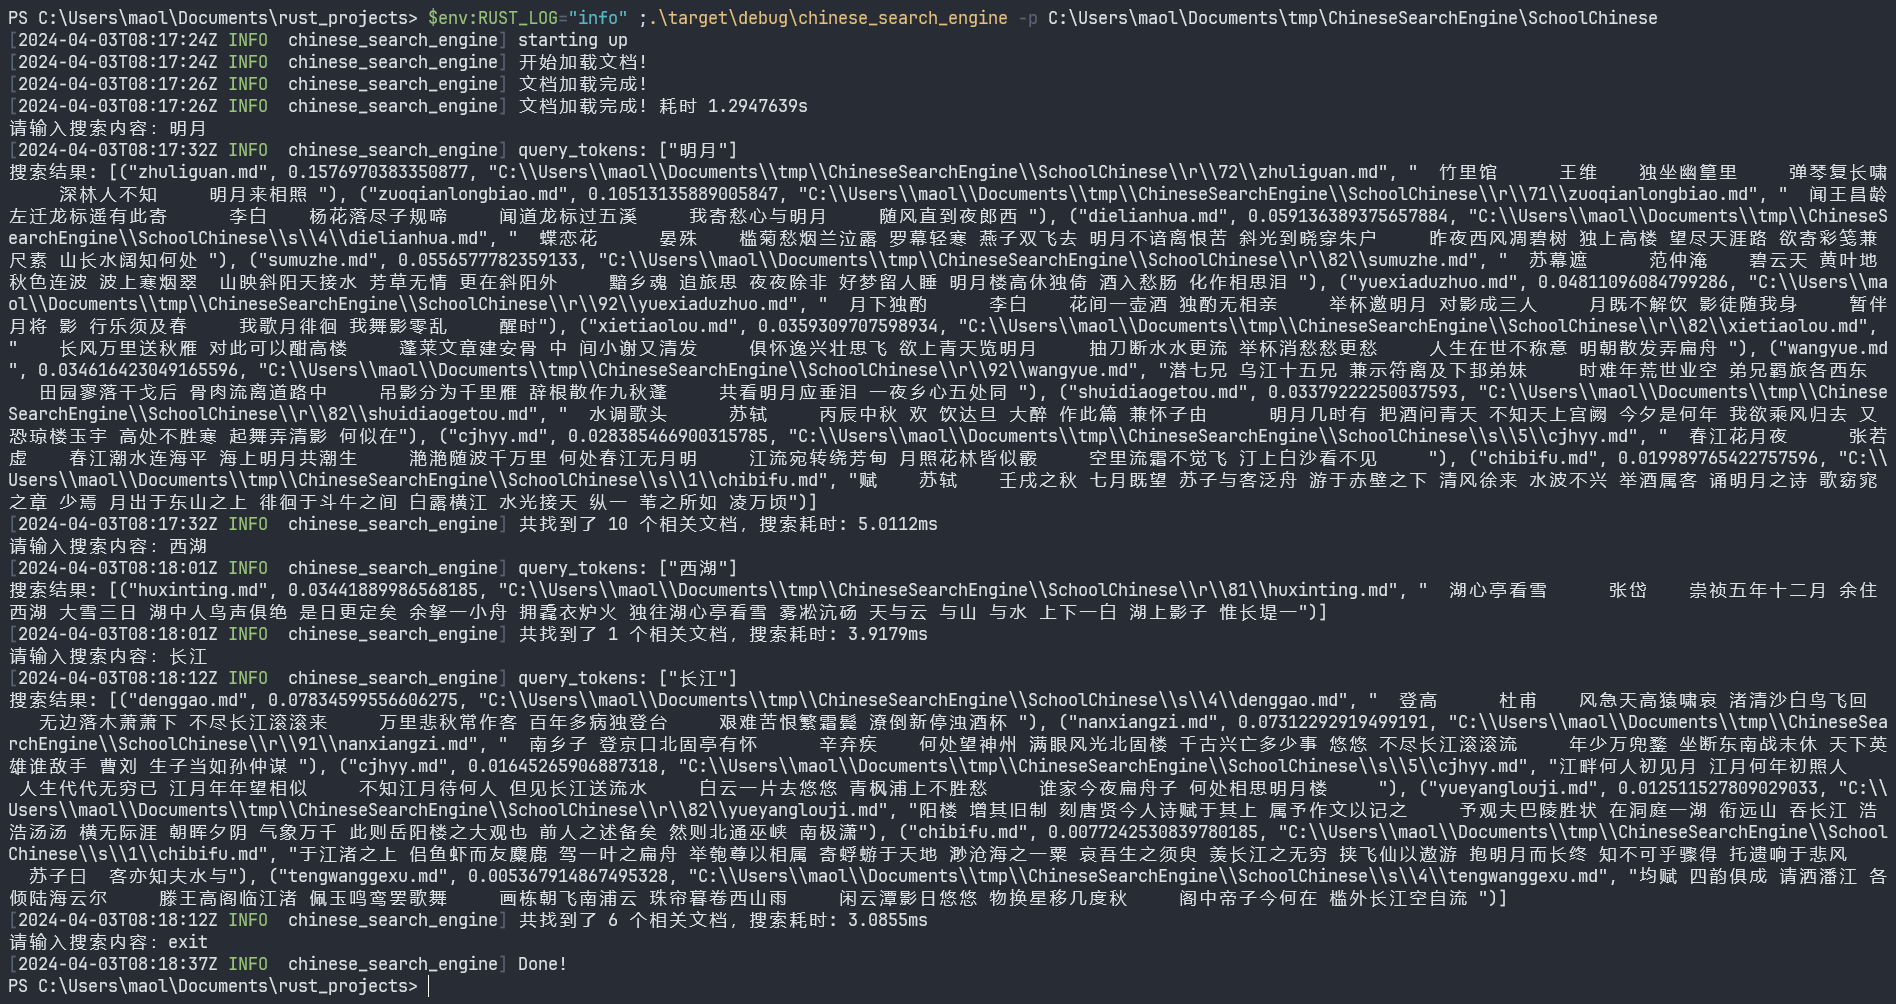 PS C:\Users\maol\Documents\rust_projects> $env:RUST_LOG="info" ;.\target\debug\chinese_search_engine -p C:\Users\maol\Documents\tmp\ChineseSearchEngine\SchoolChinese
[2024-04-03T08:17:24Z INFO  chinese_search_engine] starting up
[2024-04-03T08:17:24Z INFO  chinese_search_engine] 开始加载文档!
[2024-04-03T08:17:26Z INFO  chinese_search_engine] 文档加载完成!
[2024-04-03T08:17:26Z INFO  chinese_search_engine] 文档加载完成! 耗时 1.2947639s
请输入搜索内容: 明月
[2024-04-03T08:17:32Z INFO  chinese_search_engine] query_tokens: ["明月"]
搜索结果: [("zhuliguan.md", 0.1576970383350877, "C:\\Users\\maol\\Documents\\tmp\\ChineseSearchEngine\\SchoolChinese\\r\\72\\zhuliguan.md", "  竹里馆      王维    独坐幽篁里     弹琴复长啸
     深林人不知     明月来相照 "), ("zuoqianlongbiao.md", 0.10513135889005847, "C:\\Users\\maol\\Documents\\tmp\\ChineseSearchEngine\\SchoolChinese\\r\\71\\zuoqianlongbiao.md", "  闻王昌龄
左迁龙标遥有此寄      李白    杨花落尽子规啼     闻道龙标过五溪     我寄愁心与明月     随风直到夜郎西 "), ("dielianhua.md", 0.059136389375657884, "C:\\Users\\maol\\Documents\\tmp\\ChineseS
earchEngine\\SchoolChinese\\s\\4\\dielianhua.md", "  蝶恋花      晏殊    槛菊愁烟兰泣露 罗幕轻寒 燕子双飞去 明月不谙离恨苦 斜光到晓穿朱户     昨夜西风凋碧树 独上高楼 望尽天涯路 欲寄彩笺兼
尺素 山长水阔知何处 "), ("sumuzhe.md", 0.0556577782359133, "C:\\Users\\maol\\Documents\\tmp\\ChineseSearchEngine\\SchoolChinese\\r\\82\\sumuzhe.md", "  苏幕遮      范仲淹    碧云天 黄叶地
秋色连波 波上寒烟翠  山映斜阳天接水 芳草无情 更在斜阳外     黯乡魂 追旅思 夜夜除非 好梦留人睡 明月楼高休独倚 酒入愁肠 化作相思泪 "), ("yuexiaduzhuo.md", 0.04811096084799286, "C:\\Users\\ma
ol\\Documents\\tmp\\ChineseSearchEngine\\SchoolChinese\\r\\92\\yuexiaduzhuo.md", "  月下独酌      李白    花间一壶酒 独酌无相亲     举杯邀明月 对影成三人     月既不解饮 影徒随我身     暂伴
月将 影 行乐须及春     我歌月徘徊 我舞影零乱     醒时"), ("xietiaolou.md", 0.0359309707598934, "C:\\Users\\maol\\Documents\\tmp\\ChineseSearchEngine\\SchoolChinese\\r\\82\\xietiaolou.md",
"    长风万里送秋雁 对此可以酣高楼     蓬莱文章建安骨 中 间小谢又清发     俱怀逸兴壮思飞 欲上青天览明月     抽刀断水水更流 举杯消愁愁更愁     人生在世不称意 明朝散发弄扁舟 "), ("wangyue.md
", 0.034616423049165596, "C:\\Users\\maol\\Documents\\tmp\\ChineseSearchEngine\\SchoolChinese\\r\\92\\wangyue.md", "潜七兄 乌江十五兄 兼示符离及下邽弟妹     时难年荒世业空 弟兄羁旅各西东
   田园寥落干戈后 骨肉流离道路中     吊影分为千里雁 辞根散作九秋蓬     共看明月应垂泪 一夜乡心五处同 "), ("shuidiaogetou.md", 0.03379222250037593, "C:\\Users\\maol\\Documents\\tmp\\Chinese
SearchEngine\\SchoolChinese\\r\\82\\shuidiaogetou.md", "  水调歌头      苏轼     丙辰中秋 欢 饮达旦 大醉 作此篇 兼怀子由      明月几时有 把酒问青天 不知天上宫阙 今夕是何年 我欲乘风归去 又
恐琼楼玉宇 高处不胜寒 起舞弄清影 何似在"), ("cjhyy.md", 0.028385466900315785, "C:\\Users\\maol\\Documents\\tmp\\ChineseSearchEngine\\SchoolChinese\\s\\5\\cjhyy.md", "  春江花月夜      张若
虚    春江潮水连海平 海上明月共潮生     滟滟随波千万里 何处春江无月明     江流宛转绕芳甸 月照花林皆似霰     空里流霜不觉飞 汀上白沙看不见     "), ("chibifu.md", 0.019989765422757596, "C:\\
Users\\maol\\Documents\\tmp\\ChineseSearchEngine\\SchoolChinese\\s\\1\\chibifu.md", "赋    苏轼    壬戌之秋 七月既望 苏子与客泛舟 游于赤壁之下 清风徐来 水波不兴 举酒属客 诵明月之诗 歌窈窕
之章 少焉 月出于东山之上 徘徊于斗牛之间 白露横江 水光接天 纵一 苇之所如 凌万顷")]
[2024-04-03T08:17:32Z INFO  chinese_search_engine] 共找到了 10 个相关文档, 搜索耗时: 5.0112ms
请输入搜索内容: 西湖
[2024-04-03T08:18:01Z INFO  chinese_search_engine] query_tokens: ["西湖"]
搜索结果: [("huxinting.md", 0.03441889986568185, "C:\\Users\\maol\\Documents\\tmp\\ChineseSearchEngine\\SchoolChinese\\r\\81\\huxinting.md", "  湖心亭看雪      张岱    崇祯五年十二月 余住
西湖 大雪三日 湖中人鸟声俱绝 是日更定矣 余拏一小舟 拥毳衣炉火 独往湖心亭看雪 雾凇沆砀 天与云 与山 与水 上下一白 湖上影子 惟长堤一")]
[2024-04-03T08:18:01Z INFO  chinese_search_engine] 共找到了 1 个相关文档, 搜索耗时: 3.9179ms
请输入搜索内容: 长江
[2024-04-03T08:18:12Z INFO  chinese_search_engine] query_tokens: ["长江"]
搜索结果: [("denggao.md", 0.07834599556606275, "C:\\Users\\maol\\Documents\\tmp\\ChineseSearchEngine\\SchoolChinese\\s\\4\\denggao.md", "  登高      杜甫    风急天高猿啸哀 渚清沙白鸟飞回
   无边落木萧萧下 不尽长江滚滚来     万里悲秋常作客 百年多病独登台     艰难苦恨繁霜鬓 潦倒新停浊酒杯 "), ("nanxiangzi.md", 0.07312292919499191, "C:\\Users\\maol\\Documents\\tmp\\ChineseSea
rchEngine\\SchoolChinese\\r\\91\\nanxiangzi.md", "  南乡子 登京口北固亭有怀      辛弃疾    何处望神州 满眼风光北固楼 千古兴亡多少事 悠悠 不尽长江滚滚流     年少万兜鍪 坐断东南战未休 天下英
雄谁敌手 曹刘 生子当如孙仲谋 "), ("cjhyy.md", 0.01645265906887318, "C:\\Users\\maol\\Documents\\tmp\\ChineseSearchEngine\\SchoolChinese\\s\\5\\cjhyy.md", "江畔何人初见月 江月何年初照人
 人生代代无穷已 江月年年望相似     不知江月待何人 但见长江送流水     白云一片去悠悠 青枫浦上不胜愁     谁家今夜扁舟子 何处相思明月楼     "), ("yueyanglouji.md", 0.012511527809029033, "C:\\
Users\\maol\\Documents\\tmp\\ChineseSearchEngine\\SchoolChinese\\r\\82\\yueyanglouji.md", "阳楼 增其旧制 刻唐贤今人诗赋于其上 属予作文以记之     予观夫巴陵胜状 在洞庭一湖 衔远山 吞长江 浩
浩汤汤 横无际涯 朝晖夕阴 气象万千 此则岳阳楼之大观也 前人之述备矣 然则北通巫峡 南极潇"), ("chibifu.md", 0.0077242530839780185, "C:\\Users\\maol\\Documents\\tmp\\ChineseSearchEngine\\School
Chinese\\s\\1\\chibifu.md", "于江渚之上 侣鱼虾而友麋鹿 驾一叶之扁舟 举匏尊以相属 寄蜉蝣于天地 渺沧海之一粟 哀吾生之须臾 羡长江之无穷 挟飞仙以遨游 抱明月而长终 知不可乎骤得 托遗响于悲风
  苏子曰  客亦知夫水与"), ("tengwanggexu.md", 0.005367914867495328, "C:\\Users\\maol\\Documents\\tmp\\ChineseSearchEngine\\SchoolChinese\\s\\4\\tengwanggexu.md", "均赋 四韵俱成 请洒潘江 各
倾陆海云尔     滕王高阁临江渚 佩玉鸣鸾罢歌舞     画栋朝飞南浦云 珠帘暮卷西山雨     闲云潭影日悠悠 物换星移几度秋     阁中帝子今何在 槛外长江空自流 ")]
[2024-04-03T08:18:12Z INFO  chinese_search_engine] 共找到了 6 个相关文档, 搜索耗时: 3.0855ms
请输入搜索内容: exit
[2024-04-03T08:18:37Z INFO  chinese_search_engine] Done!
PS C:\Users\maol\Documents\rust_projects>